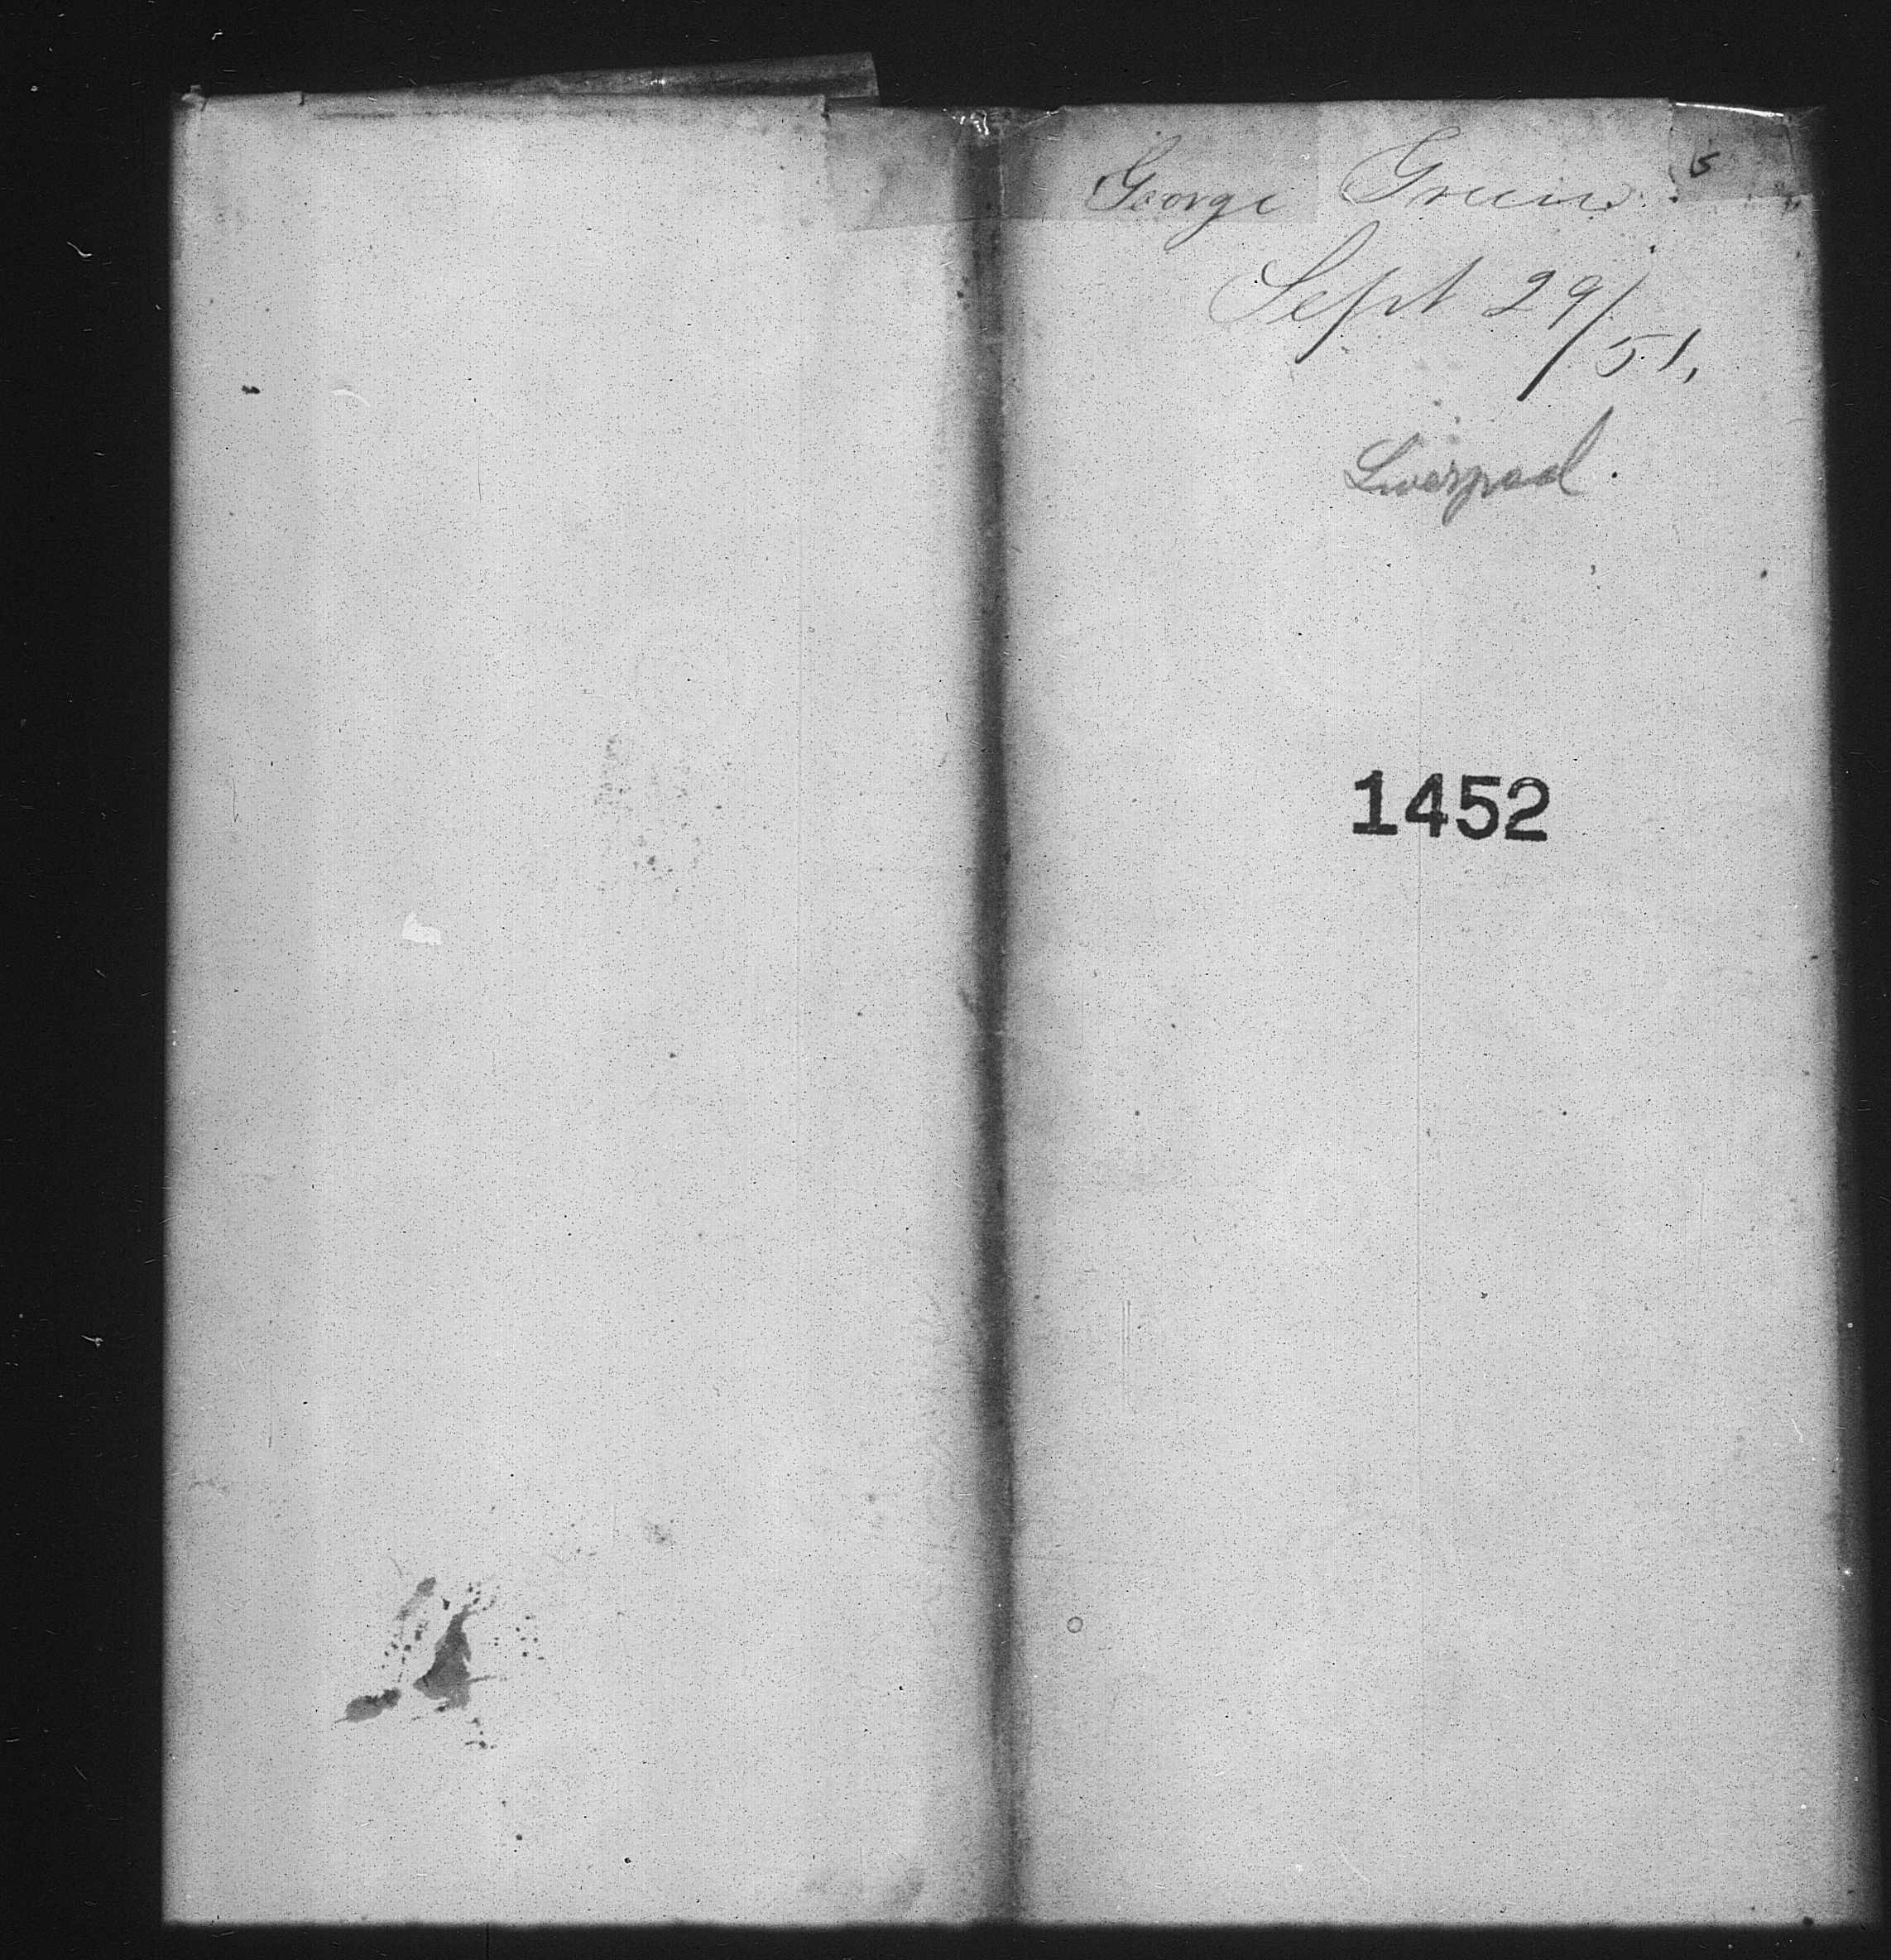 George Green
Sept 29/51,
Liverpool.
1452